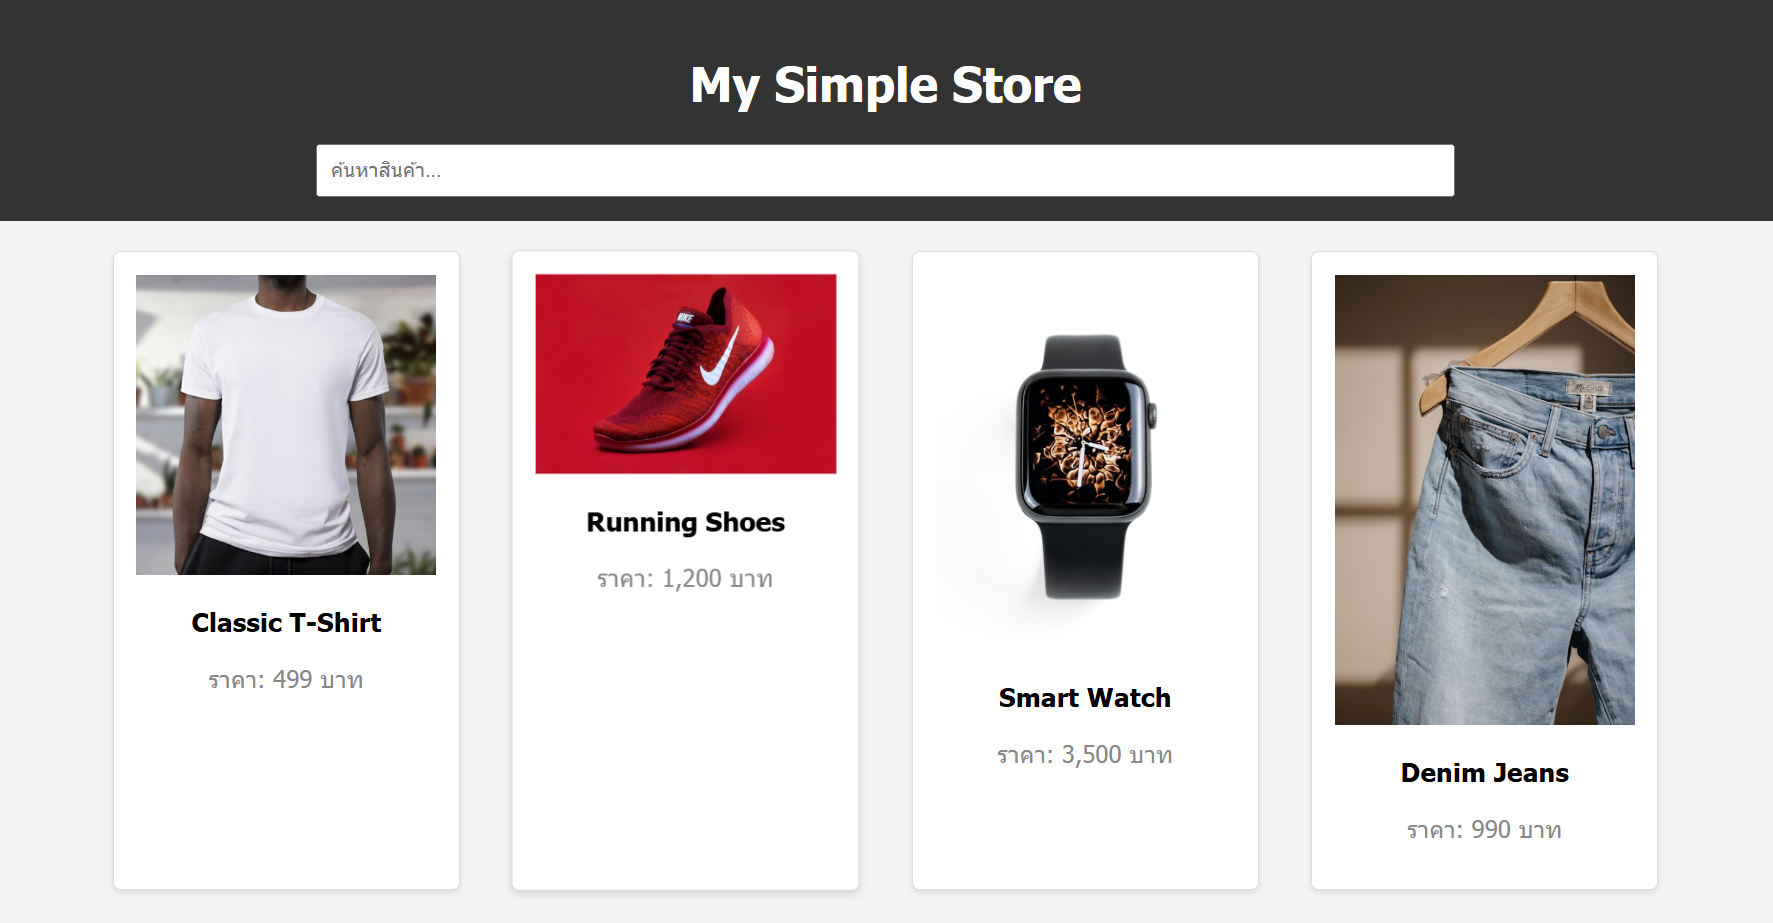 My Simple Store
ค้นหาสินค้า...
NIKE
Classic T-Shirt
ราคา: 499 บาท
Running Shoes
ราคา: 1,200 บาท
Smart Watch
ราคา: 3,500 บาท
Madewell
Denim Jeans
ราคา: 990 บาท